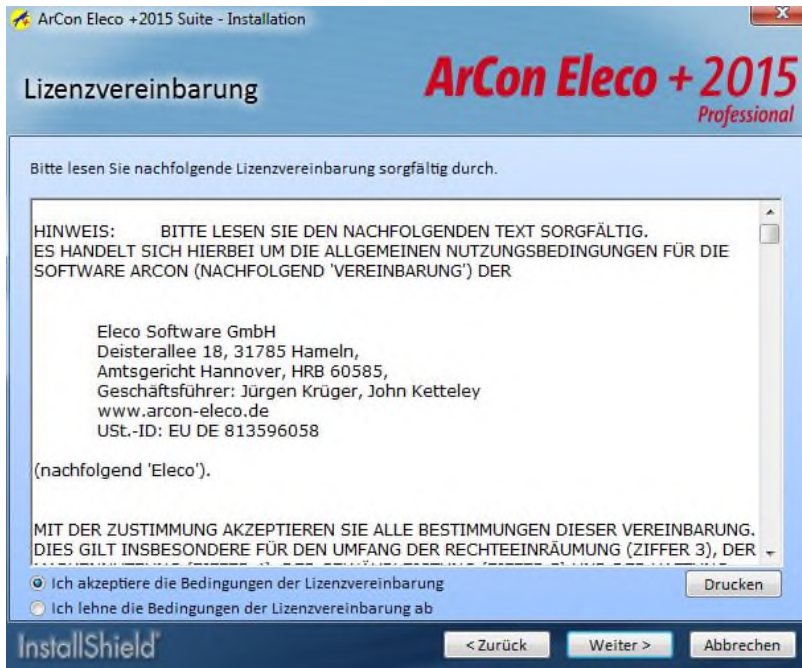 ArCon Eleco +2015 Suite - Installation
Lizenzvereinbarung
ArCon Eleco + 2015
Professional
Bitte lesen Sie nachfolgende Lizenzvereinbarung sorgfältig durch.
HINWEIS: BITTE LESEN SIE DEN NACHFOLGENDEN TEXT SORGFÄLTIG.
ES HANDELT SICH HIERBEI UM DIE ALLGEMEINEN NUTZUNGSBEDINGUNGEN FÜR DIE
SOFTWARE ARCON (NACHFOLGEND 'VEREINBARUNG') DER
Eleco Software GmbH
Deisterallee 18, 31785 Hameln,
Amtsgericht Hannover, HRB 60585,
Geschäftsführer: Jürgen Krüger, John Ketteley
www.arcon-eleco.de
USt.-ID: EU DE 813596058
(nachfolgend 'Eleco').
MIT DER ZUSTIMMUNG AKZEPTIEREN SIE ALLE BESTIMMUNGEN DIESER VEREINBARUNG.
DIES GILT INSBESONDERE FÜR DEN UMFANG DER RECHTEEINRÄUMUNG (ZIFFER 3), DER
Ich akzeptiere die Bedingungen der Lizenzvereinbarung
Drucken
Ich lehne die Bedingungen der Lizenzvereinbarung ab
InstallShield
< Zurück
Weiter >
Abbrechen